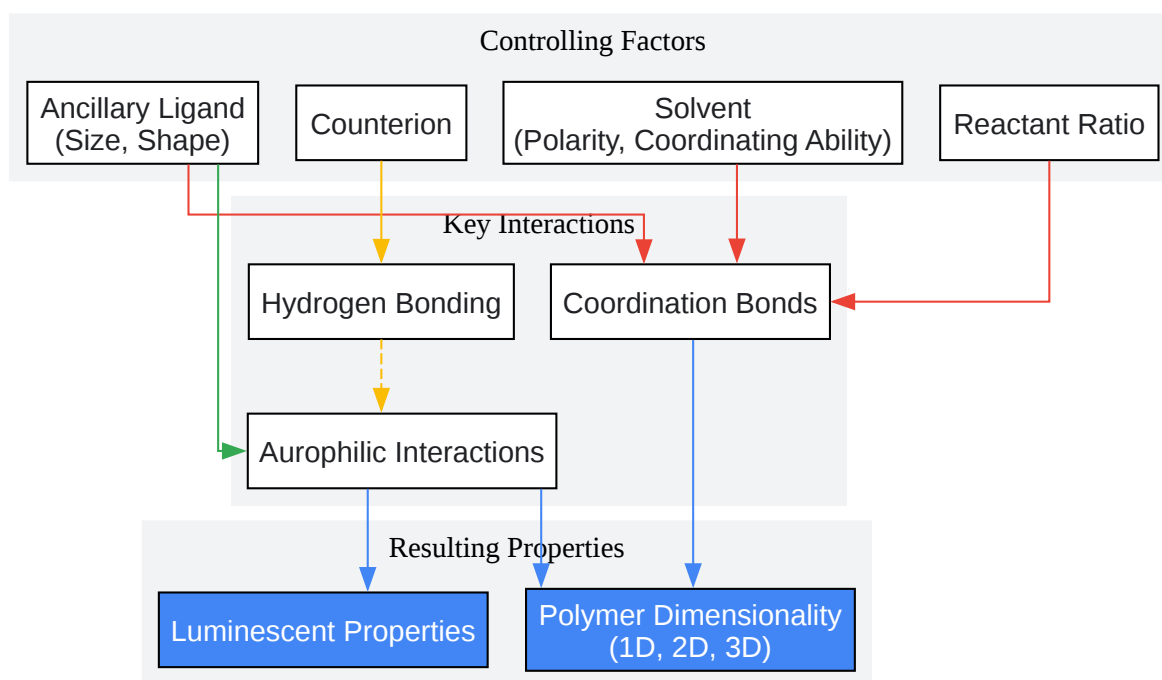 Controlling Factors
Ancillary Ligand
(Size, Shape)
Counterion
Solvent
(Polarity, Coordinating Ability)
Reactant Ratio
Key Interactions
Hydrogen Bonding
Coordination Bonds
Aurophilic Interactions
Resulting Properties
Luminescent Properties
Polymer Dimensionality
(1D, 2D, 3D)